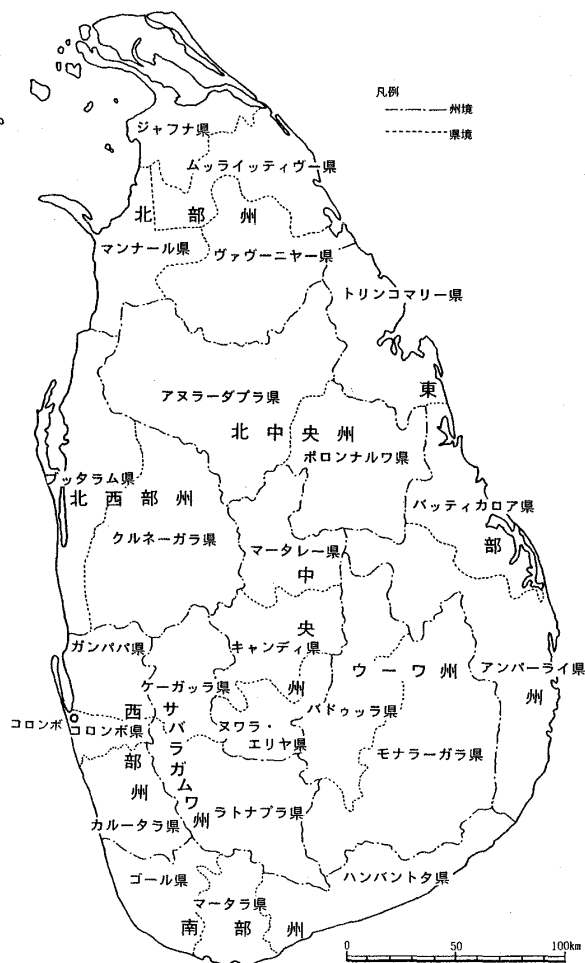 凡例
州境
県境
ジャフナ県
ムッライッティヴー県
北部州
マンナール県
ヴァヴーニヤー県
トリンコマリー県
アヌラーダプラ県
東
北中央州
ポロンナルワ県
プッタラム県
北西部州
バッティカロア県
クルネーガラ県
マータレー県
部
中
央
ガンパバ県
キャンディ県
ウーワ州
アンパーライ県
ケーガッラ県
州
州
西
サバラガムワ州
ヌワラ・
エリヤ県
バドゥッラ県
コロンボ
コロンボ県
モナラーガラ県
部
州
ラトナプラ県
カルータラ県
ゴール県
ハンバントタ県
マータラ県
南部州
0 50 100km